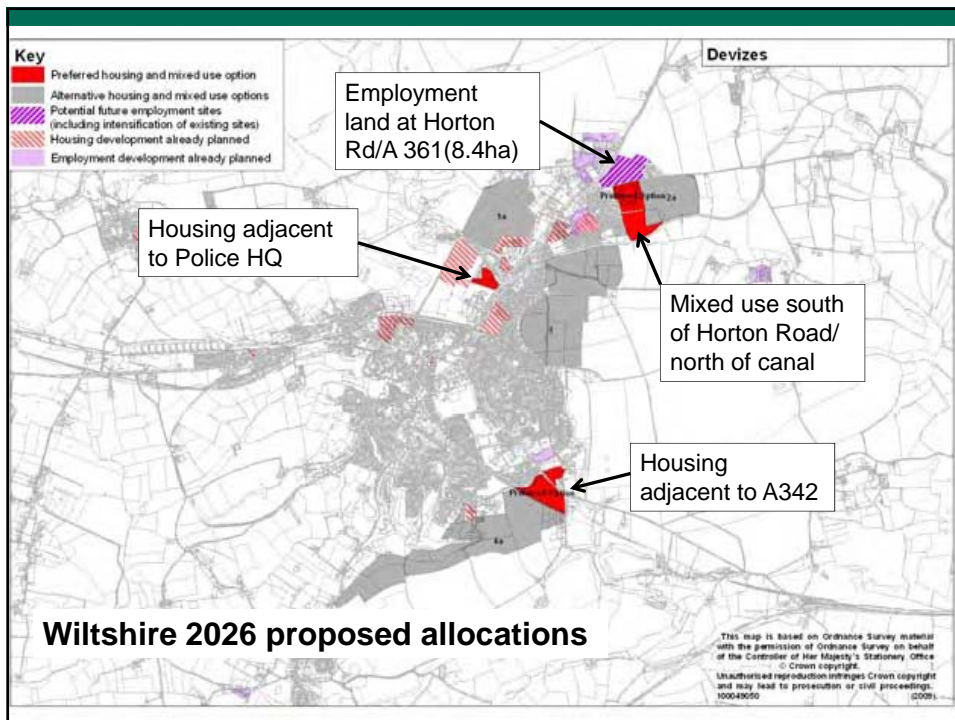 Key
Preferred housing and mixed use option
Alternative housing and mixed use options
Potential future employment sites
(including intensification of existing sites)
Housing development already planned
Employment development already planned
Devizes
Employment
land at Horton
Rd/A 361(8.4ha)
Housing adjacent
to Police HQ
Mixed use south
of Horton Road/
north of canal
Housing
adjacent to A342
2a
4a
Wiltshire 2026 proposed allocations
This map is based on Ordnance Survey material
with the permission of Ordnance Survey on behalf
of the Controller of Her Majesty's Stationery Office
© Crown copyright.
Unauthorised reproduction infringes Crown copyright
and may lead to prosecution or civil proceedings.
100049050 (2009).